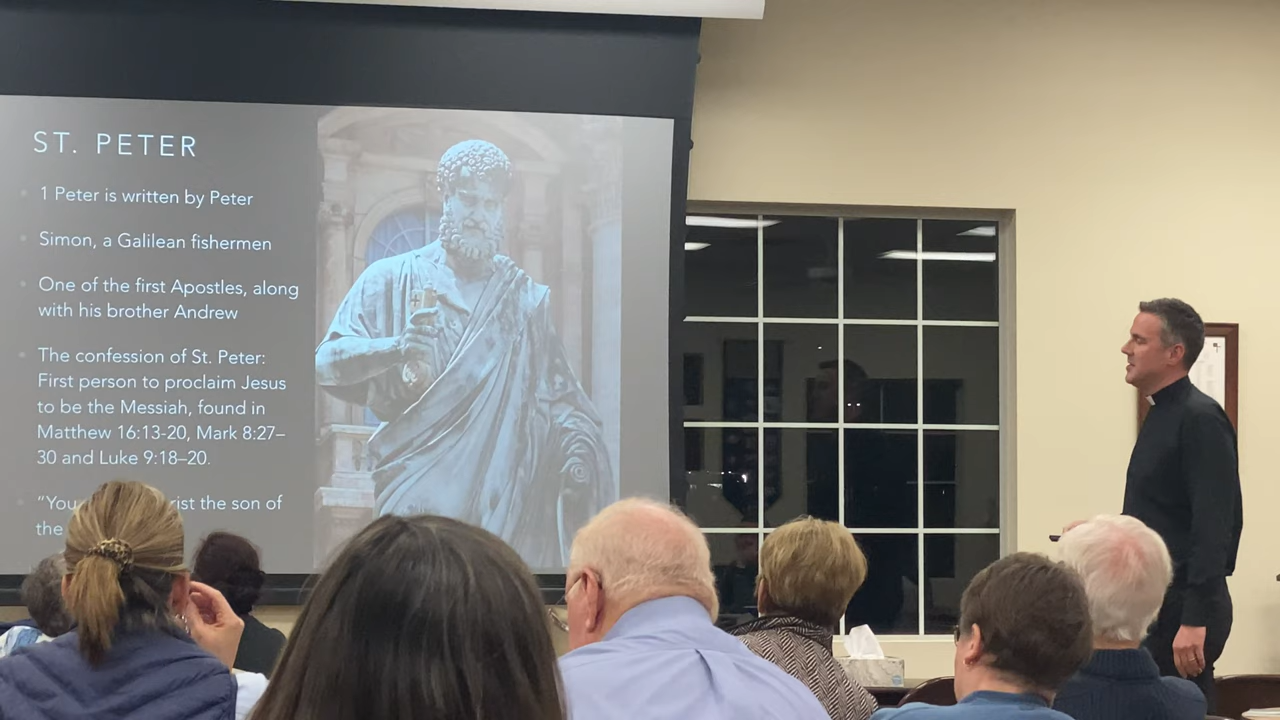 ST. PETER
1 Peter is written by Peter
Simon, a Galilean fishermen
One of the first Apostles, along
with his brother Andrew
The confession of St. Peter:
First person to proclaim Jesus
to be the Messiah, found in
Matthew 16:13-20, Mark 8:27–
30 and Luke 9:18–20.
“You rist the son of
the